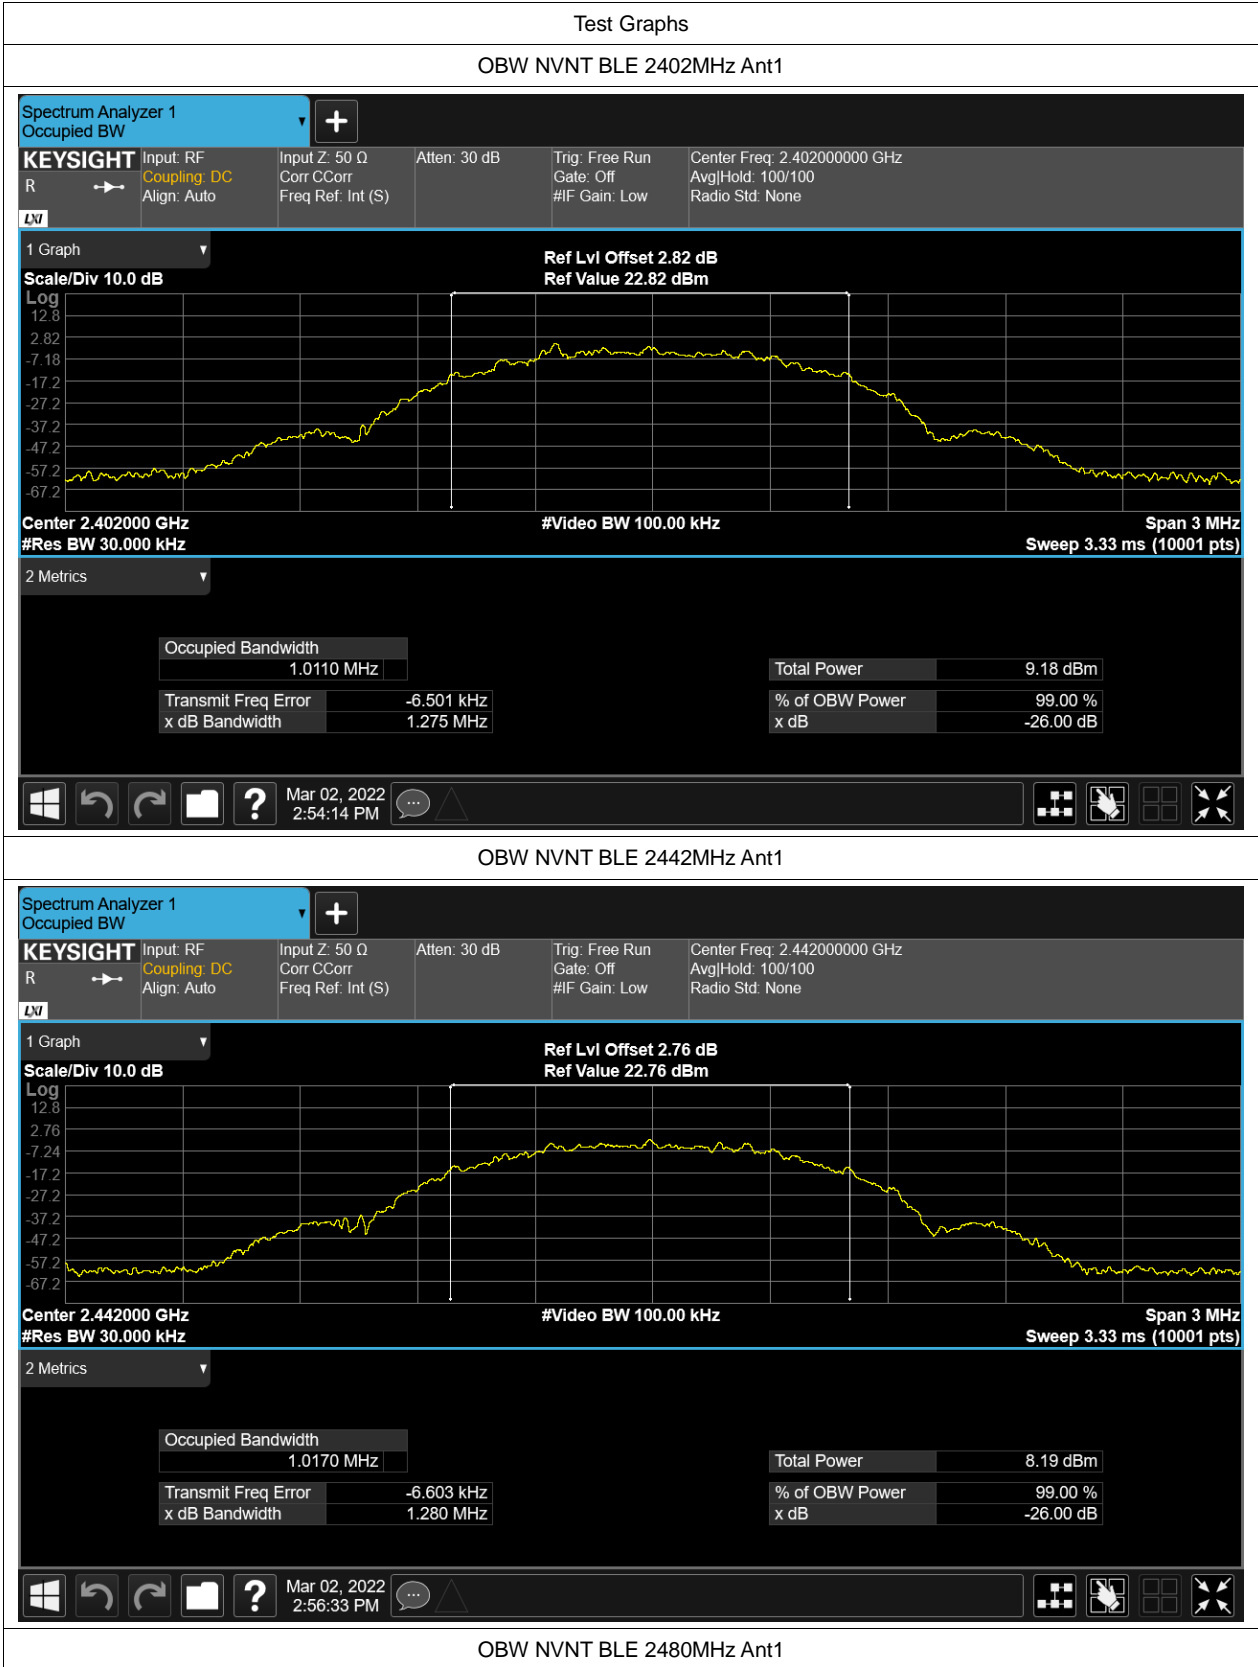 Test Graphs
OBW NVNT BLE 2402MHz Ant1
Spectrum Analyzer 1
Occupied BW
KEYSIGHT Input: RF Input Z: 50 Ω Atten: 30 dB Trig: Free Run Center Freq: 2.402000000 GHz
R Coupling: DC Corr CCorr Gate: Off Avg|Hold: 100/100
Align: Auto Freq Ref: Int (S) #IF Gain: Low Radio Std: None
LXI
1 Graph
Ref Lvl Offset 2.82 dB
Scale/Div 10.0 dB Ref Value 22.82 dBm
Log
12.8
2.82
-7.18
-17.2
-27.2
-37.2
-47.2
-57.2
-67.2
Center 2.402000 GHz #Video BW 100.00 kHz Span 3 MHz
#Res BW 30.000 kHz Sweep 3.33 ms (10001 pts)
2 Metrics
Occupied Bandwidth
1.0110 MHz Total Power 9.18 dBm
Transmit Freq Error -6.501 kHz % of OBW Power 99.00 %
x dB Bandwidth 1.275 MHz x dB -26.00 dB
Mar 02, 2022
2:54:14 PM
OBW NVNT BLE 2442MHz Ant1
Spectrum Analyzer 1
Occupied BW
KEYSIGHT Input: RF Input Z: 50 Ω Atten: 30 dB Trig: Free Run Center Freq: 2.442000000 GHz
R Coupling: DC Corr CCorr Gate: Off Avg|Hold: 100/100
Align: Auto Freq Ref: Int (S) #IF Gain: Low Radio Std: None
LXI
1 Graph
Ref Lvl Offset 2.76 dB
Scale/Div 10.0 dB Ref Value 22.76 dBm
Log
12.8
2.76
-7.24
-17.2
-27.2
-37.2
-47.2
-57.2
-67.2
Center 2.442000 GHz #Video BW 100.00 kHz Span 3 MHz
#Res BW 30.000 kHz Sweep 3.33 ms (10001 pts)
2 Metrics
Occupied Bandwidth
1.0170 MHz Total Power 8.19 dBm
Transmit Freq Error -6.603 kHz % of OBW Power 99.00 %
x dB Bandwidth 1.280 MHz x dB -26.00 dB
Mar 02, 2022
2:56:33 PM
OBW NVNT BLE 2480MHz Ant1